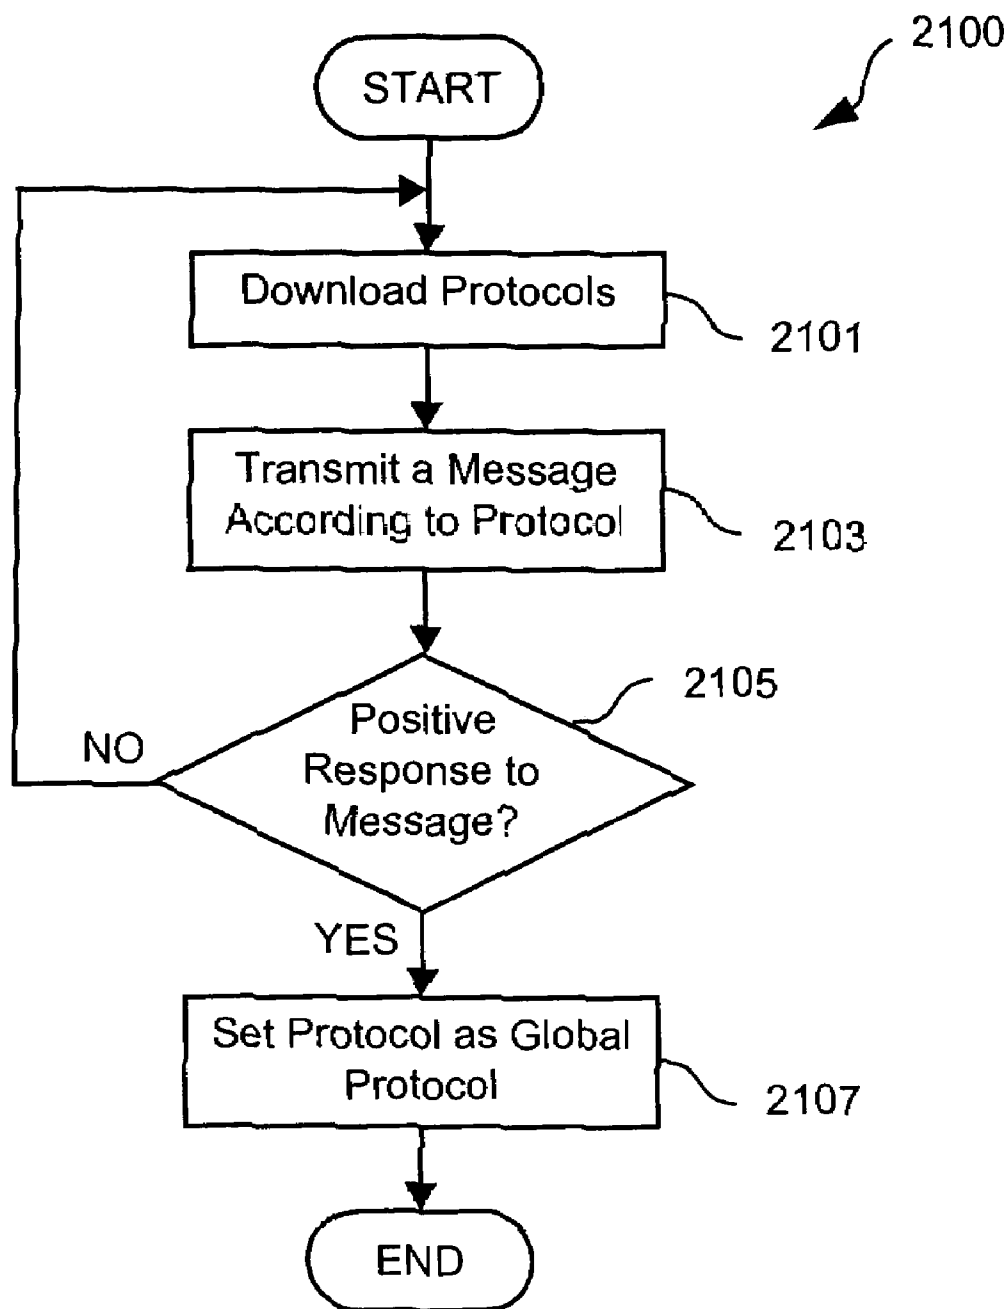 2100
START
Download Protocols
2101
Transmit a Message
According to Protocol
2103
2105
Positive
Response to
Message?
NO
YES
Set Protocol as Global
Protocol
2107
END